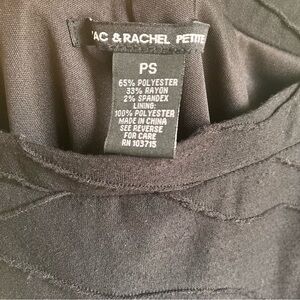 AC & RACHEL PETITE
PS
65% POLYESTER
33% RAYON
2% SPANDEX
LINING:
100% POLYESTER
MADE IN CHINA
SEE REVERSE
FOR CARE
RN 103715